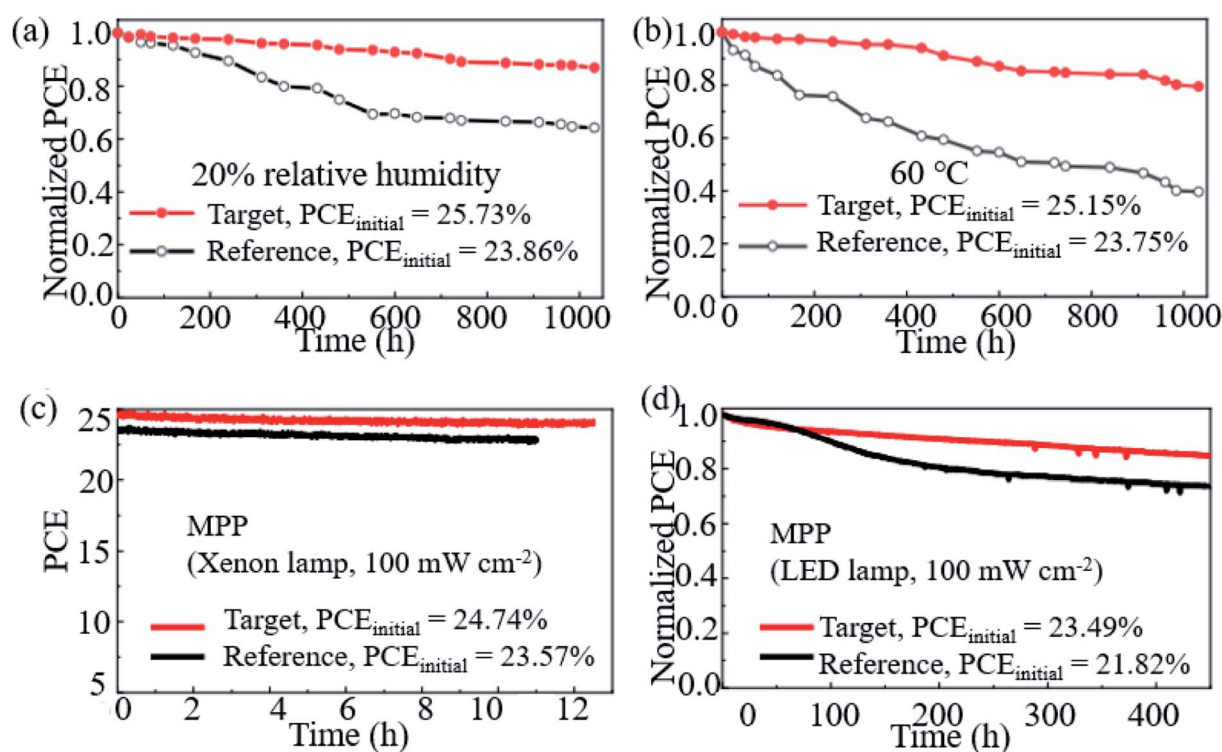 (a)
Normalized PCE
1.0
0.8
0.6
0.4
0.2
0.0
20% relative humidity
Target, PCEinitial = 25.73%
Reference, PCEinitial = 23.86%
0 200 400 600 800 1000
Time (h)
(b)
Normalized PCE
1.0
0.8
0.6
0.4
0.2
0.0
60 °C
Target, PCEinitial = 25.15%
Reference, PCEinitial = 23.75%
0 200 400 600 800 1000
Time (h)
(c)
PCE
25
20
15
10
5
MPP
(Xenon lamp, 100 mW cm-2)
Target, PCEinitial = 24.74%
Reference, PCEinitial = 23.57%
0 2 4 6 8 10 12
Time (h)
(d)
Normalized PCE
1.0
0.8
0.6
0.4
0.2
0.0
MPP
(LED lamp, 100 mW cm-2)
Target, PCEinitial = 23.49%
Reference, PCEinitial = 21.82%
0 100 200 300 400
Time (h)